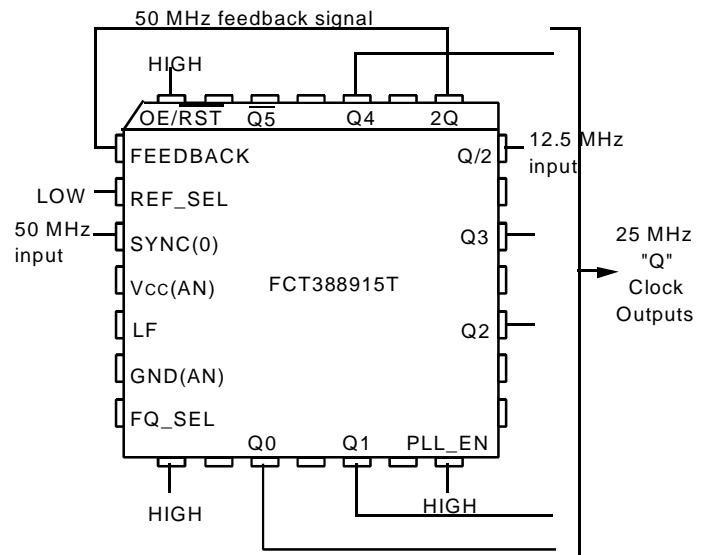 50 MHz feedback signal
HIGH
OE/RST Q5 Q4 2Q
FEEDBACK
Q/2
12.5 MHz
input
LOW
REF_SEL
50 MHz
input
SYNC(0)
Q3
25 MHz
"Q"
Clock
Outputs
VCC(AN)
FCT388915T
LF
Q2
GND(AN)
FQ_SEL
Q0 Q1 PLL_EN
HIGH
HIGH